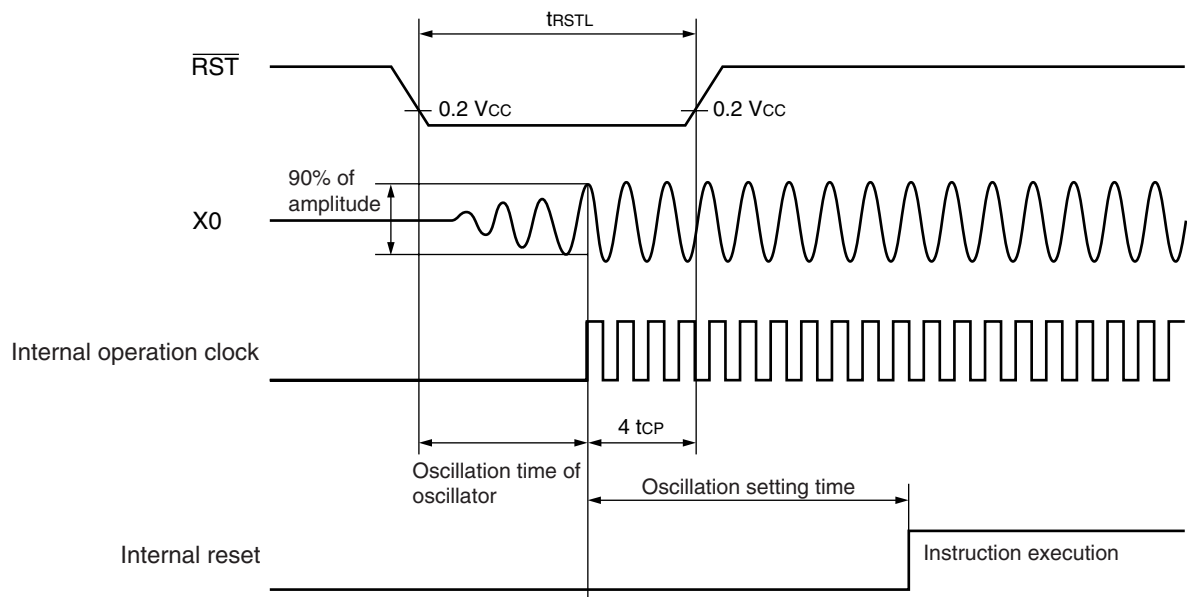 tRSTL
RST
0.2 VCC
0.2 VCC
90% of
amplitude
X0
Internal operation clock
4 tCP
Oscillation time of
oscillator
Oscillation setting time
Internal reset
Instruction execution